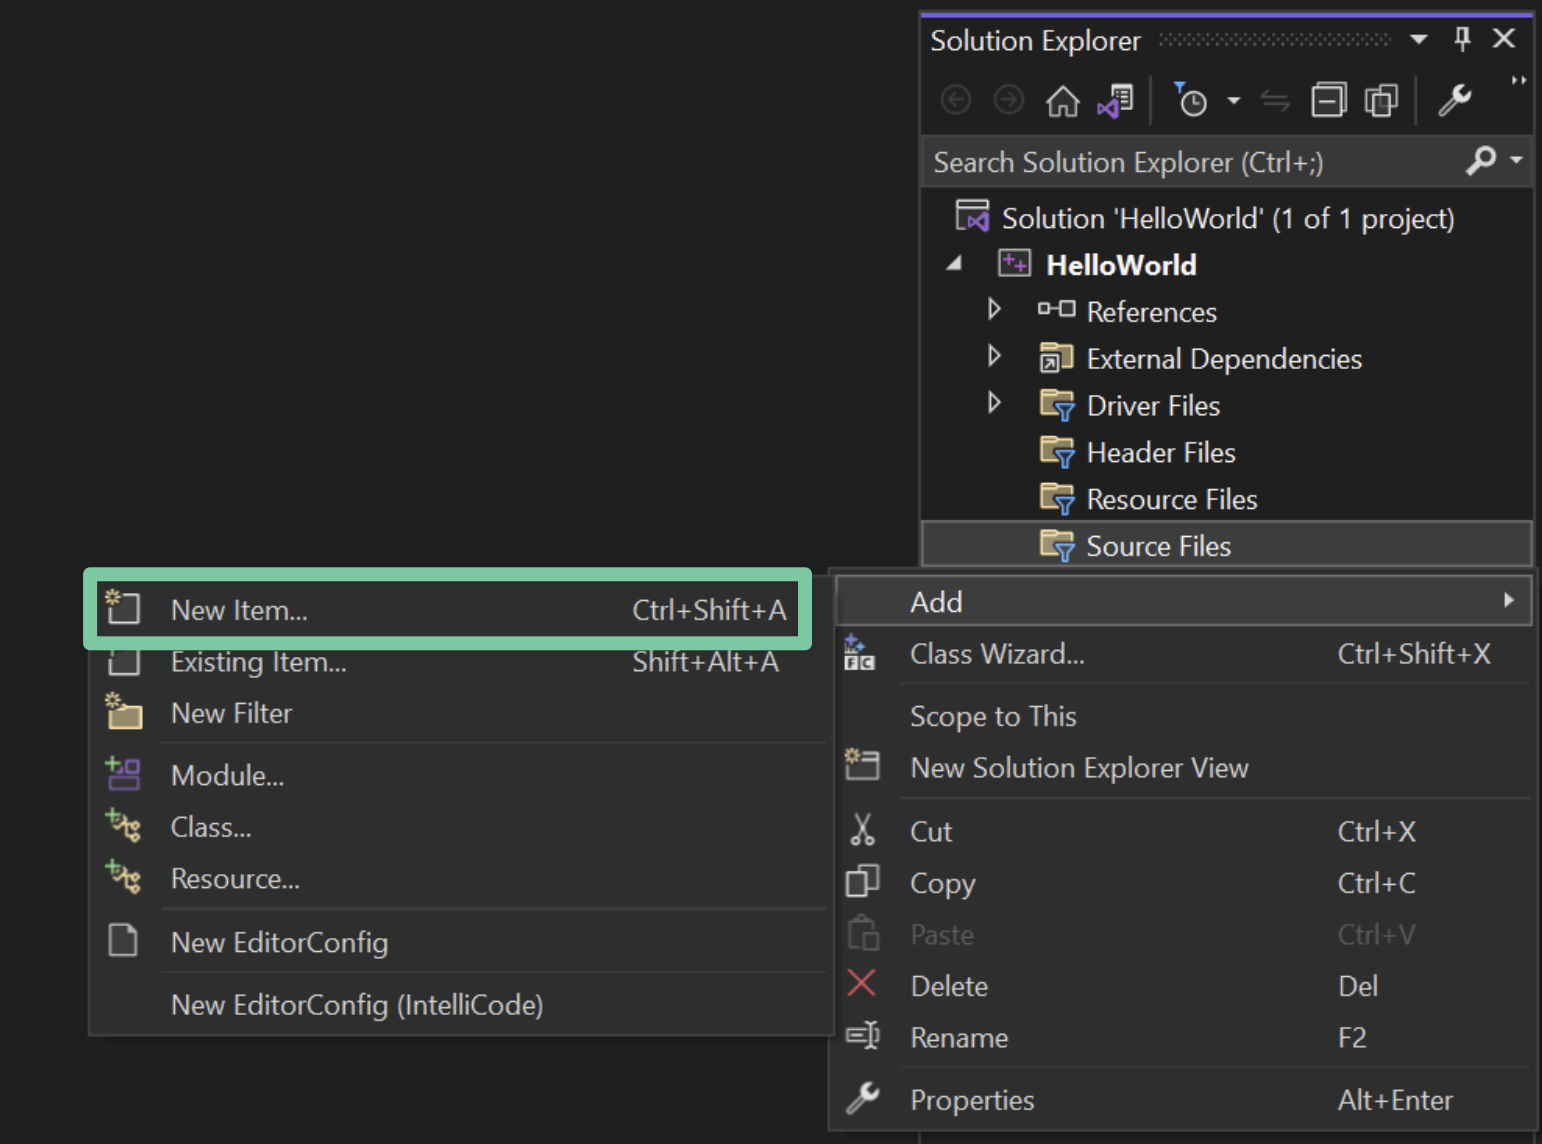 Solution Explorer
Search Solution Explorer (Ctrl+;)
Solution 'HelloWorld' (1 of 1 project)
HelloWorld
References
External Dependencies
Driver Files
Header Files
Resource Files
Source Files
Add
Class Wizard... Ctrl+Shift+X
Scope to This
New Solution Explorer View
Cut Ctrl+X
Copy Ctrl+C
Paste Ctrl+V
Delete Del
Rename F2
Properties Alt+Enter
New Item... Ctrl+Shift+A
Existing Item... Shift+Alt+A
New Filter
Module...
Class...
Resource...
New EditorConfig
New EditorConfig (IntelliCode)